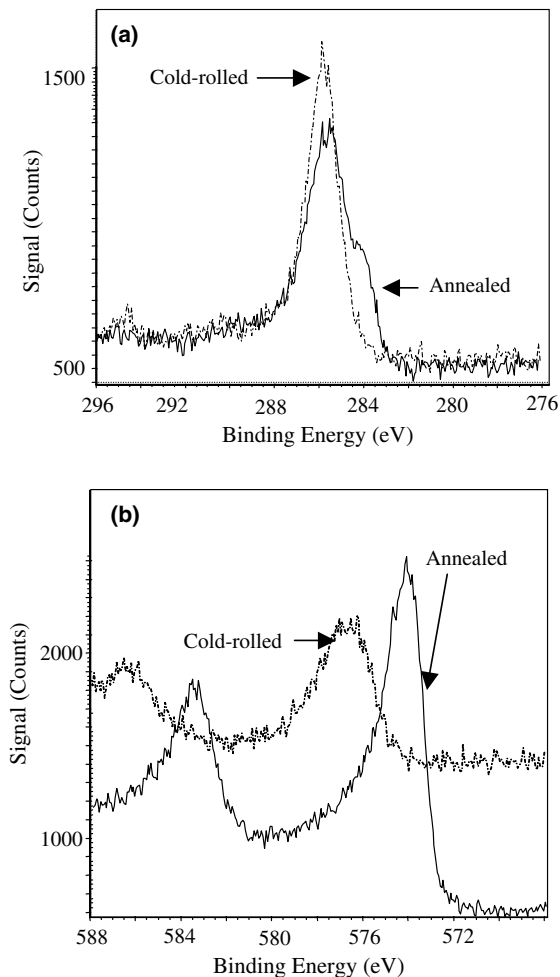 (a)
Cold-rolled
1500
Signal (Counts)
Annealed
500
296 292 288 284 280 276
Binding Energy (eV)
(b)
Annealed
Cold-rolled
2000
Signal (Counts)
1000
588 584 580 576 572
Binding Energy (eV)